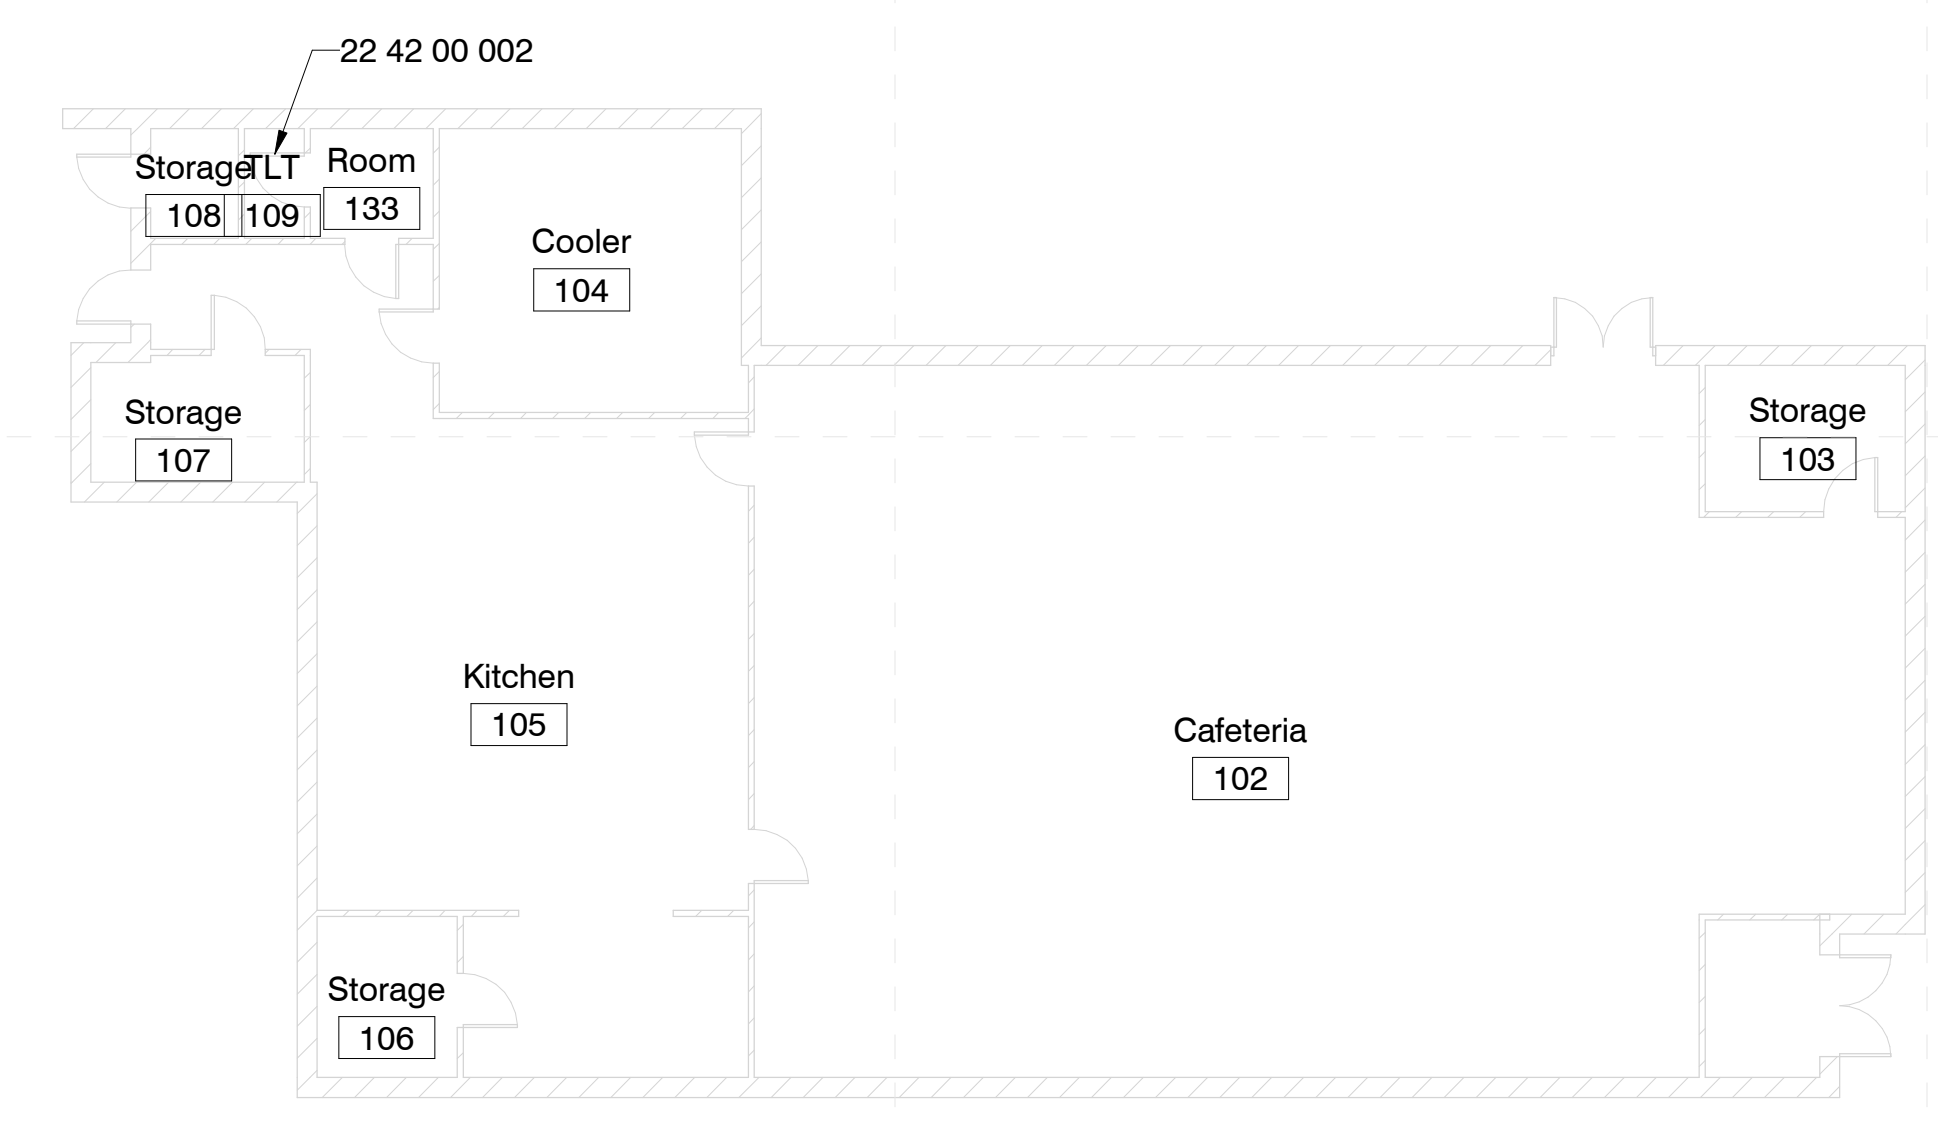 22 42 00 002
Storage
108
TLT
109
Room
133
Cooler
104
Storage
107
Storage
103
Kitchen
105
Cafeteria
102
Storage
106